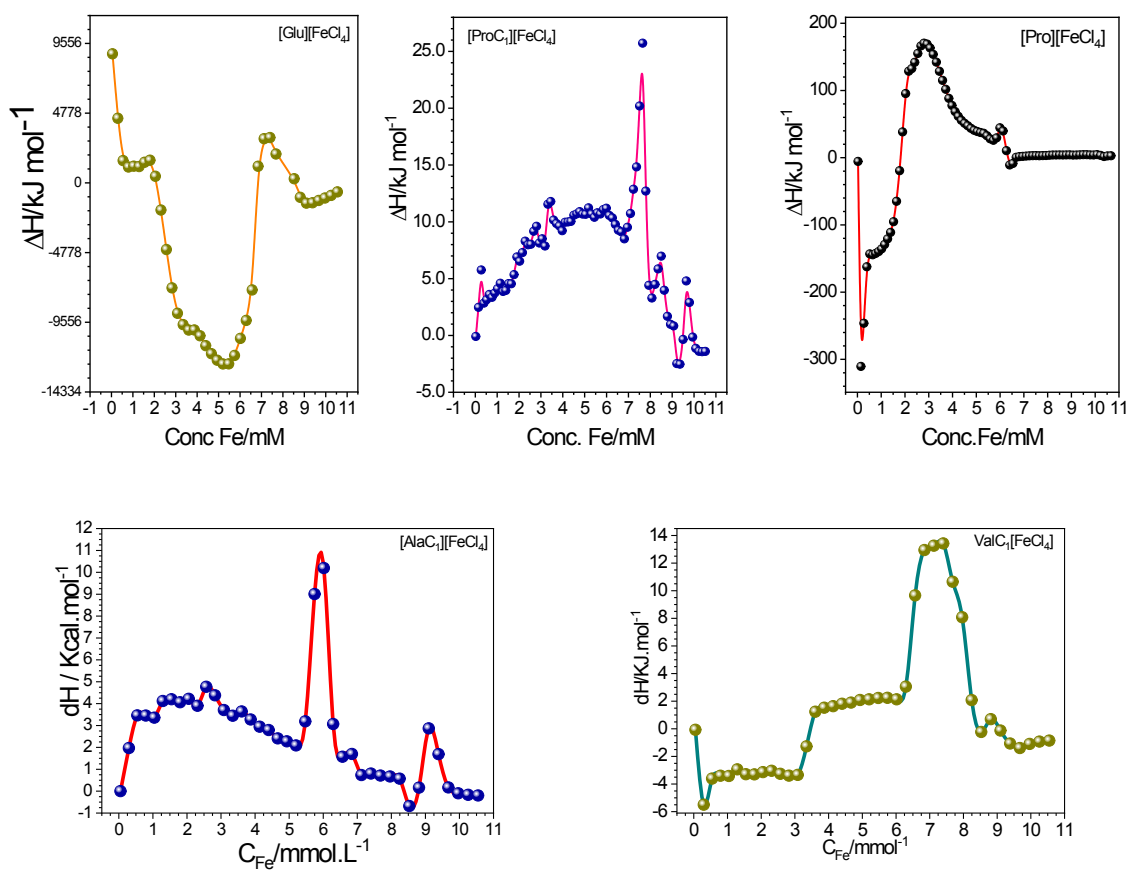 [Glu][FeCl₄]
9556
4778
0
-4778
-9556
-14334
ΔH/kJ mol⁻¹
-1 0 1 2 3 4 5 6 7 8 9 10 11
Conc Fe/mM
[ProC₁][FeCl₄]
25.0
20.0
15.0
10.0
5.0
0.0
-5.0
ΔH/kJ mol⁻¹
0 1 2 3 4 5 6 7 8 9 10 11
Conc. Fe/mM
[Pro][FeCl₄]
200
100
0
-100
-200
-300
ΔH/kJ mol⁻¹
0 1 2 3 4 5 6 7 8 9 10 11
Conc.Fe/mM
[AlaC₁][FeCl₄]
12
11
10
9
8
7
6
5
4
3
2
1
0
-1
dH / Kcal.mol⁻¹
0 1 2 3 4 5 6 7 8 9 10 11
C_Fe/mmol.L⁻¹
ValC₁[FeCl₄]
14
12
10
8
6
4
2
0
-2
-4
-6
dH/KJ.mol⁻¹
0 1 2 3 4 5 6 7 8 9 10 11
C_Fe/mmol⁻¹